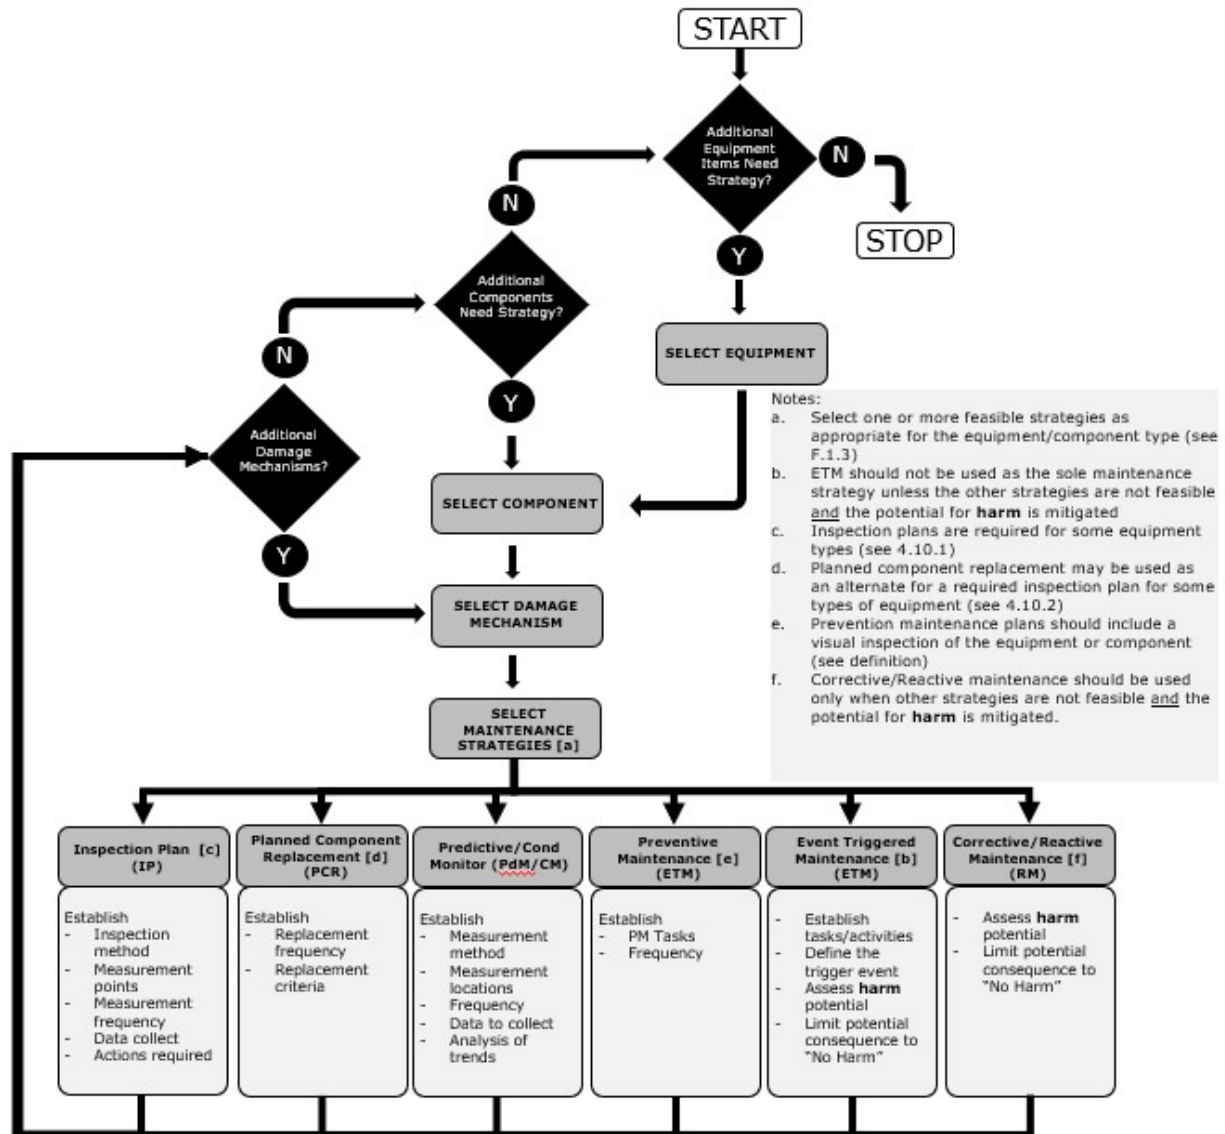 START
Additional
Equipment
Items Need
Strategy?
N
STOP
Y
SELECT EQUIPMENT
N
Additional
Components
Need Strategy?
Y
SELECT COMPONENT
N
Additional
Damage
Mechanisms?
Y
SELECT DAMAGE
MECHANISM
SELECT
MAINTENANCE
STRATEGIES [a]
Notes:
a. Select one or more feasible strategies as
appropriate for the equipment/component type (see
F.1.3)
b. ETM should not be used as the sole maintenance
strategy unless the other strategies are not feasible
and the potential for harm is mitigated
c. Inspection plans are required for some equipment
types (see 4.10.1)
d. Planned component replacement may be used as
an alternate for a required inspection plan for some
types of equipment (see 4.10.2)
e. Prevention maintenance plans should include a
visual inspection of the equipment or component
(see definition)
f. Corrective/Reactive maintenance should be used
only when other strategies are not feasible and the
potential for harm is mitigated.
Inspection Plan [c]
(IP)
Establish
- Inspection
method
- Measurement
points
- Measurement
frequency
- Data collect
- Actions required
Planned Component
Replacement [d]
(PCR)
Establish
- Replacement
frequency
- Replacement
criteria
Predictive/Cond
Monitor (PdM/CM)
Establish
- Measurement
method
- Measurement
locations
- Frequency
- Data to collect
- Analysis of
trends
Preventive
Maintenance [e]
(ETM)
Establish
- PM Tasks
- Frequency
Event Triggered
Maintenance [b]
(ETM)
- Establish
tasks/activities
- Define the
trigger event
- Assess harm
potential
- Limit potential
consequence to
"No Harm"
Corrective/Reactive
Maintenance [f]
(RM)
- Assess harm
potential
- Limit potential
consequence to
"No Harm"